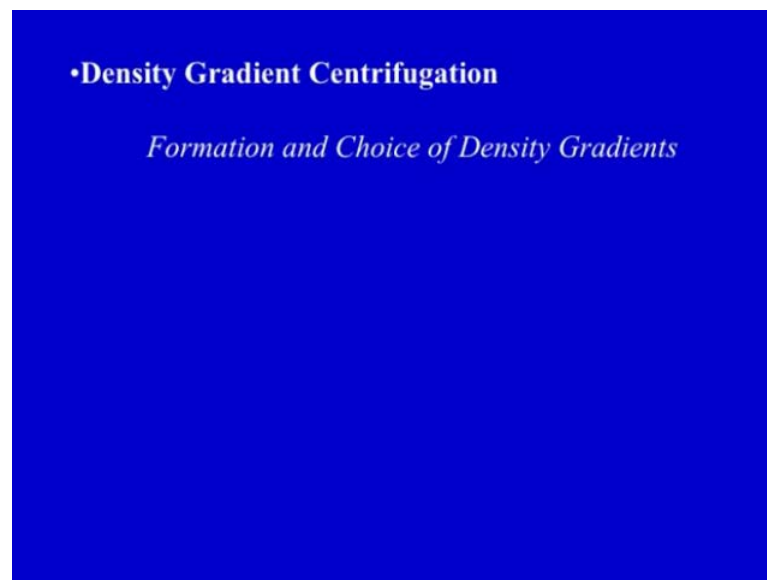 •Density Gradient Centrifugation
Formation and Choice of Density Gradients